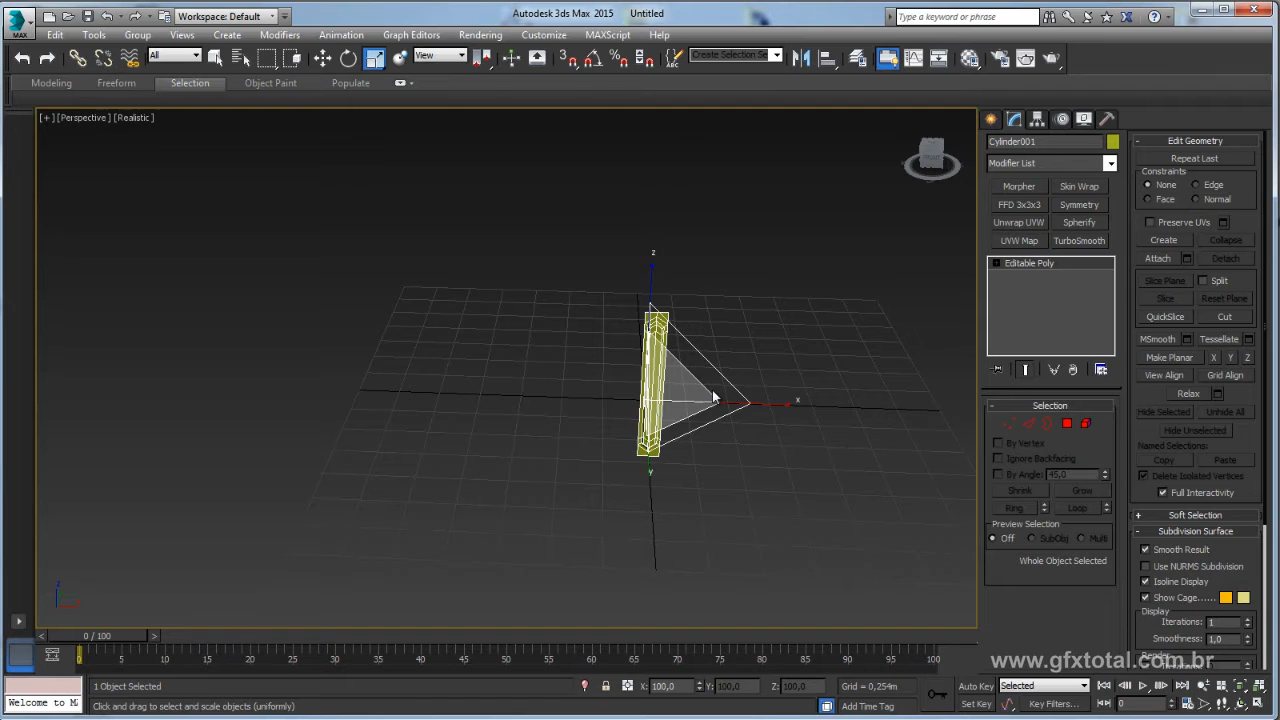 Workspace: Default
Autodesk 3ds Max 2015 Untitled
Type a keyword or phrase
MAX
Edit Tools Group Views Create Modifiers Animation Graph Editors Rendering Customize MAXScript Help
All View Create Selection Se
Modeling Freeform Selection Object Paint Populate
[+] [Perspective] [Realistic]
Cylinder001
Modifier List
Morpher Skin Wrap
FFD 3x3x3 Symmetry
Unwrap UVW Spherify
UVW Map TurboSmooth
Editable Poly
Selection
By Vertex
Ignore Backfacing
By Angle: 45,0
Shrink Grow
Ring Loop
Preview Selection
Off SubObj Multi
Whole Object Selected
Edit Geometry
Repeat Last
Constraints
None Edge
Face Normal
Preserve UVs
Create Collapse
Attach Detach
Slice Plane Split
Slice Reset Plane
QuickSlice Cut
MSmooth Tessellate
Make Planar X Y Z
View Align Grid Align
Relax
Hide Selected Unhide All
Hide Unselected
Named Selections:
Copy Paste
Delete Isolated Vertices
Full Interactivity
Soft Selection
Subdivision Surface
Smooth Result
Use NURMS Subdivision
Isoline Display
Show Cage......
Display
Iterations: 1
Smoothness: 1,0
Render
z
x
y
z
0 / 100
0 5 10 15 20 25 30 35 40 45 50 55 60 65 70 75 80 85 90 95 100
www.gfxtotal.com.br
1 Object Selected
X: 100,0 Y: 100,0 Z: 100,0
Grid = 0,254m
Auto Key Selected
Welcome to M
Click and drag to select and scale objects (uniformly)
Add Time Tag
Set Key Key Filters... 0